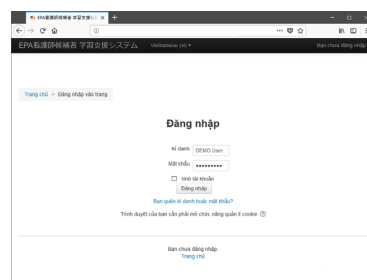 EPA看護師候補者 学習支援シ
EPA看護師候補者 学習支援システム Vietnamese (vi)
Bạn chưa đăng nhập
Trang chủ > Đăng nhập vào trang
Đăng nhập
Kí danh DEMO User
Mật khẩu
Nhớ tài khoản
Đăng nhập
Bạn quên kí danh hoặc mật khẩu?
Trình duyệt của bạn cần phải mở chức năng quản lí cookie
Bạn chưa đăng nhập.
Trang chủ